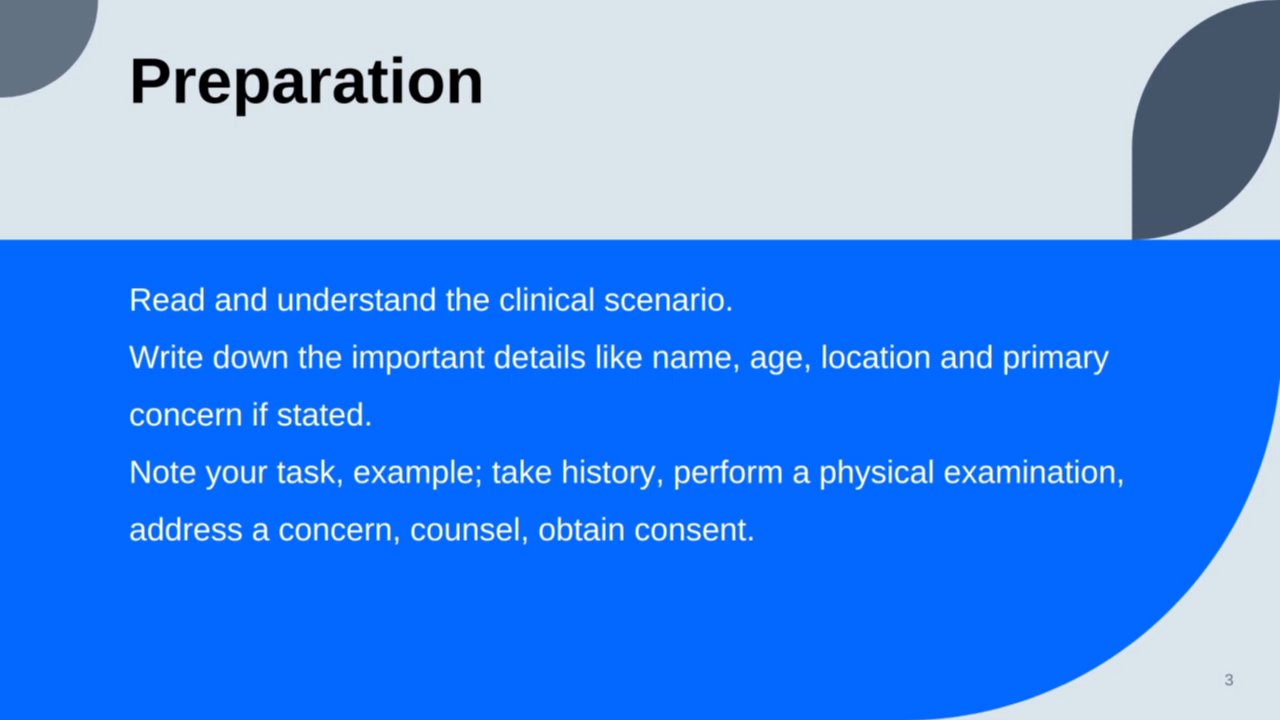 Preparation
Read and understand the clinical scenario.
Write down the important details like name, age, location and primary
concern if stated.
Note your task, example; take history, perform a physical examination,
address a concern, counsel, obtain consent.
3